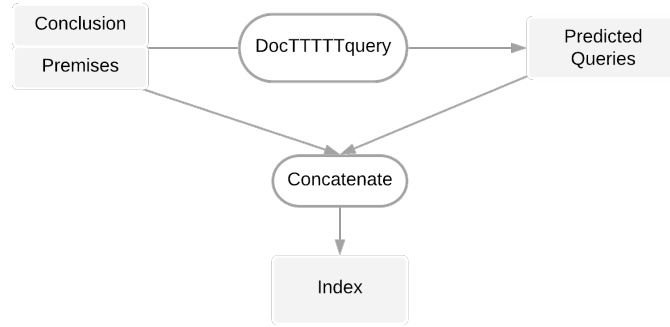 Conclusion
Premises
DocTTTTTquery
Predicted
Queries
Concatenate
Index